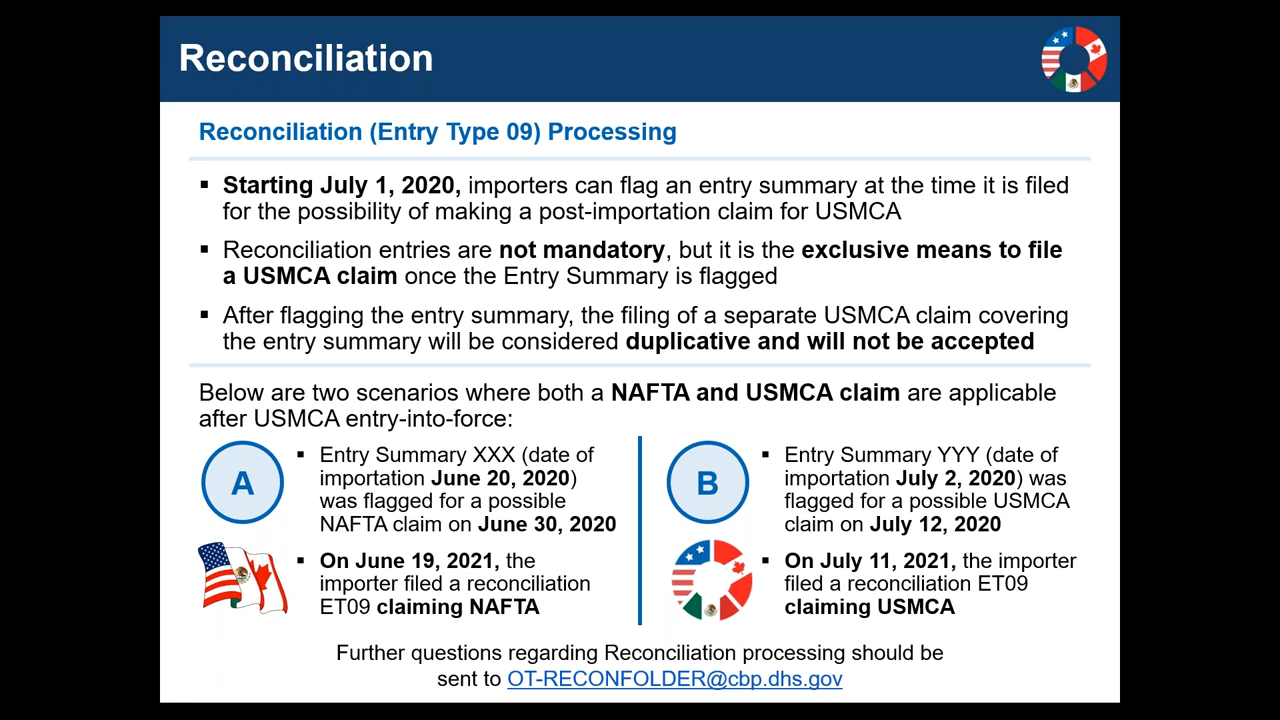 Reconciliation
Reconciliation (Entry Type 09) Processing
▪ Starting July 1, 2020, importers can flag an entry summary at the time it is filed
for the possibility of making a post-importation claim for USMCA
▪ Reconciliation entries are not mandatory, but it is the exclusive means to file
a USMCA claim once the Entry Summary is flagged
▪ After flagging the entry summary, the filing of a separate USMCA claim covering
the entry summary will be considered duplicative and will not be accepted
Below are two scenarios where both a NAFTA and USMCA claim are applicable
after USMCA entry-into-force:
A
▪ Entry Summary XXX (date of
importation June 20, 2020)
was flagged for a possible
NAFTA claim on June 30, 2020
▪ On June 19, 2021, the
importer filed a reconciliation
ET09 claiming NAFTA
B
▪ Entry Summary YYY (date of
importation July 2, 2020) was
flagged for a possible USMCA
claim on July 12, 2020
▪ On July 11, 2021, the importer
filed a reconciliation ET09
claiming USMCA
Further questions regarding Reconciliation processing should be
sent to OT-RECONFOLDER@cbp.dhs.gov